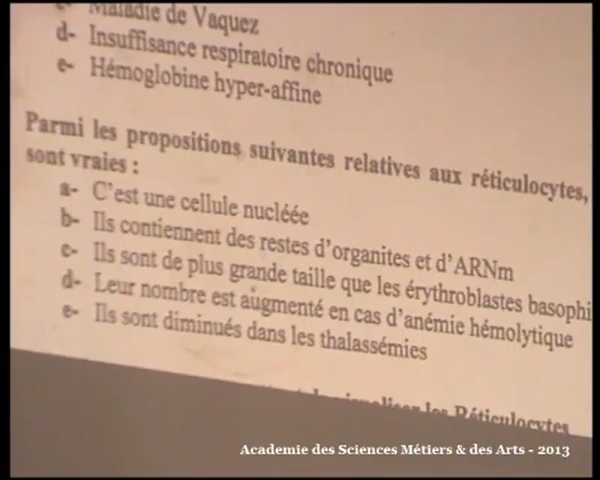 c- Maladie de Vaquez
d- Insuffisance respiratoire chronique
e- Hémoglobine hyper-affine
Parmi les propositions suivantes relatives aux réticulocytes,
sont vraies :
a- C'est une cellule nucléée
b- Ils contiennent des restes d'organites et d'ARNm
c- Ils sont de plus grande taille que les érythroblastes basophi
d- Leur nombre est augmenté en cas d'anémie hémolytique
e- Ils sont diminués dans les thalassémies
les Réticulocytes
Academie des Sciences Métiers & des Arts - 2013